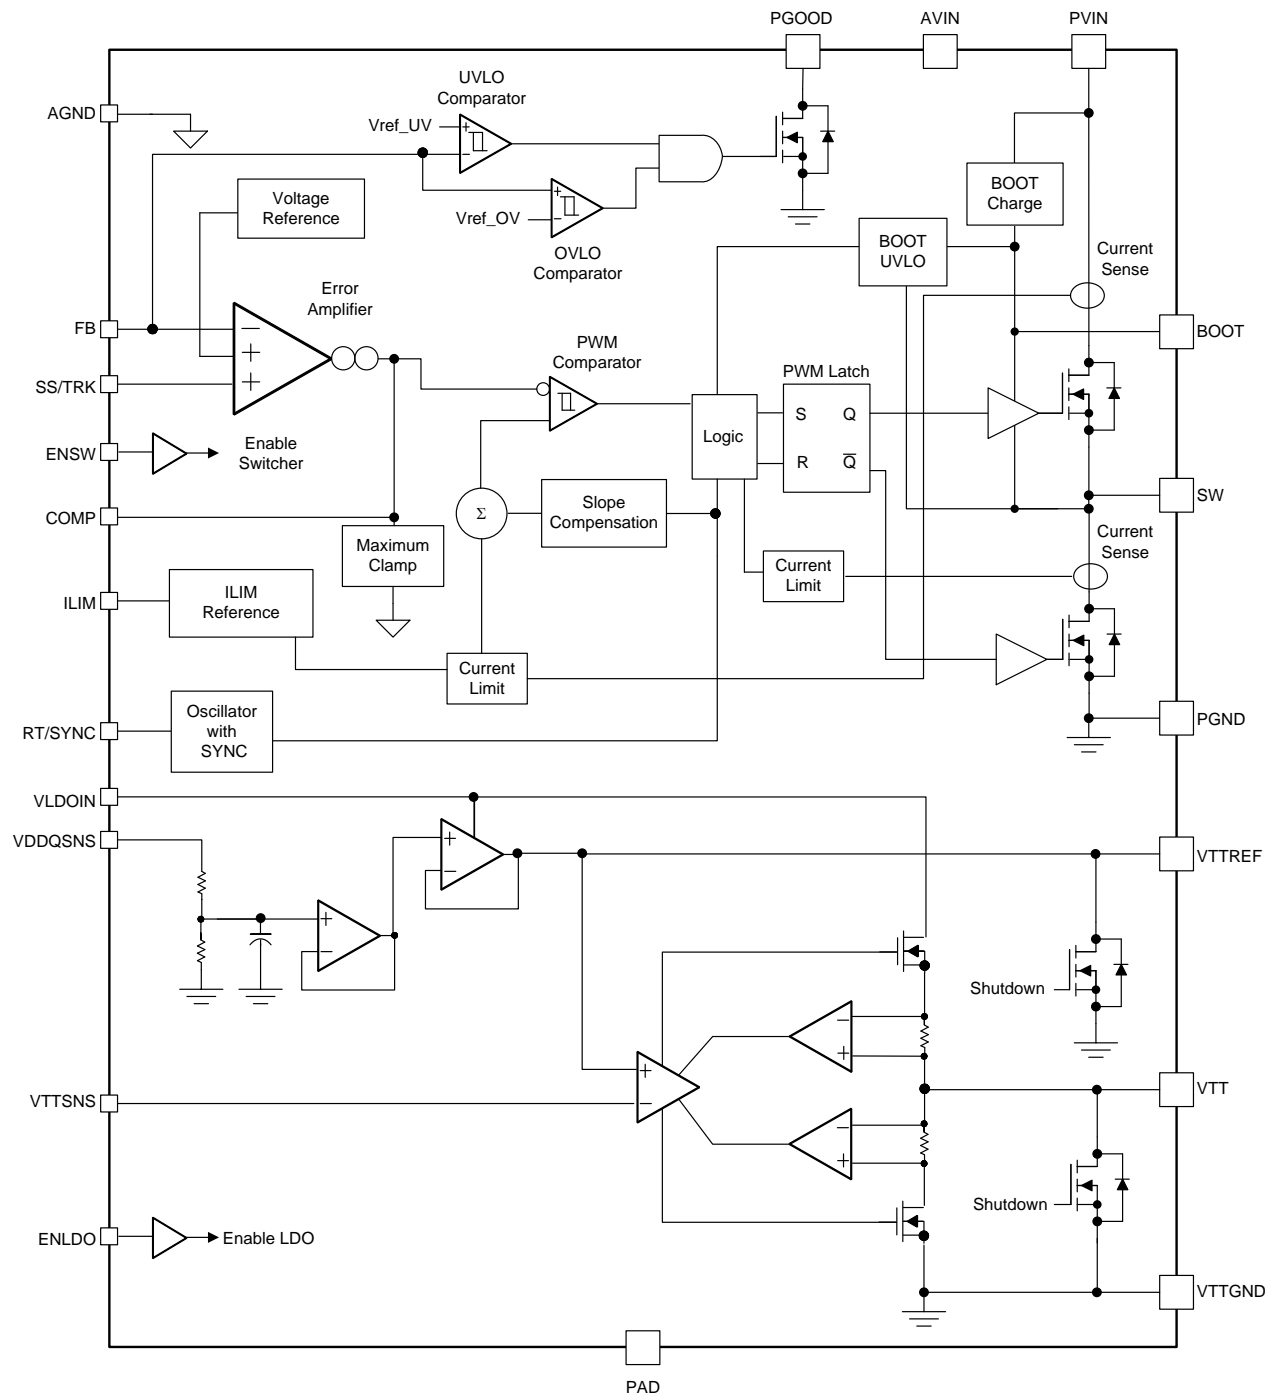 PGOOD
AVIN
PVIN
UVLO
Comparator
AGND
Vref_UV
+
−
Voltage
Reference
+
Vref_OV
−
OVLO
Comparator
BOOT
Charge
BOOT
UVLO
Current
Sense
Error
Amplifier
FB
−
+
+
SS/TRK
PWM
Comparator
BOOT
PWM Latch
S
Q
R
Q̅
Logic
ENSW
Enable
Switcher
SW
COMP
Σ
Slope
Compensation
Maximum
Clamp
Current
Sense
Current
Limit
ILIM
ILIM
Reference
Current
Limit
RT/SYNC
Oscillator
with
SYNC
PGND
VLDOIN
VDDQSNS
+
−
VTTREF
+
−
Shutdown
−
+
+
−
VTTSNS
VTT
−
+
Shutdown
ENLDO
Enable LDO
VTTGND
PAD